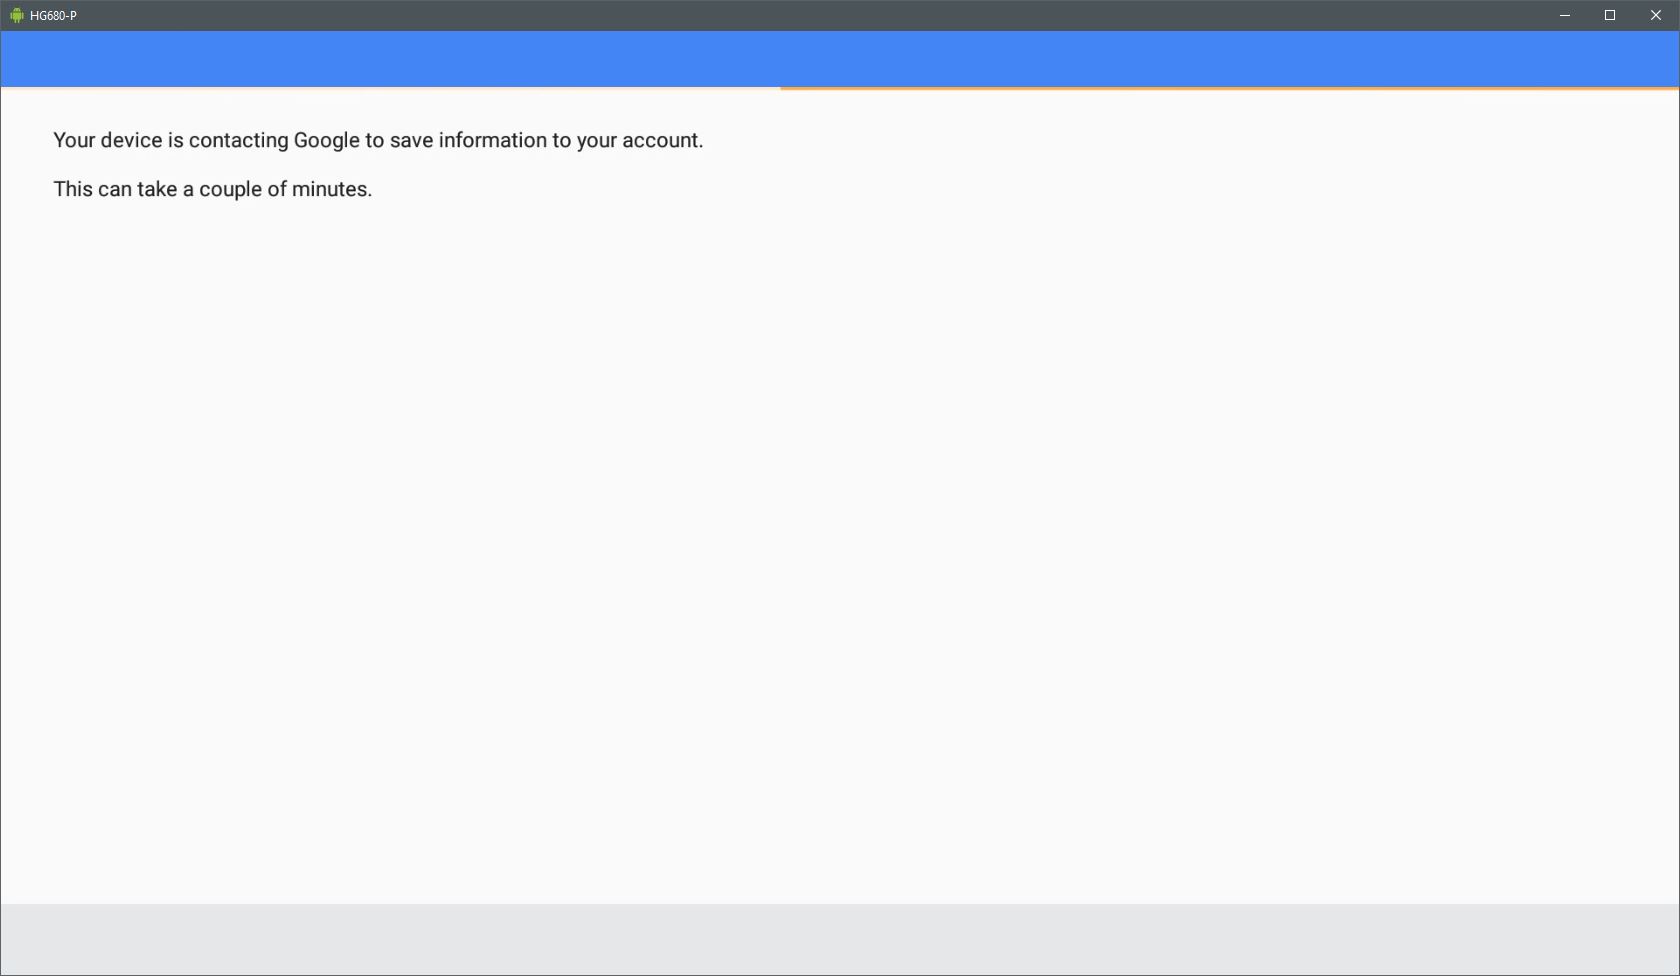 HG680-P
Your device is contacting Google to save information to your account.
This can take a couple of minutes.